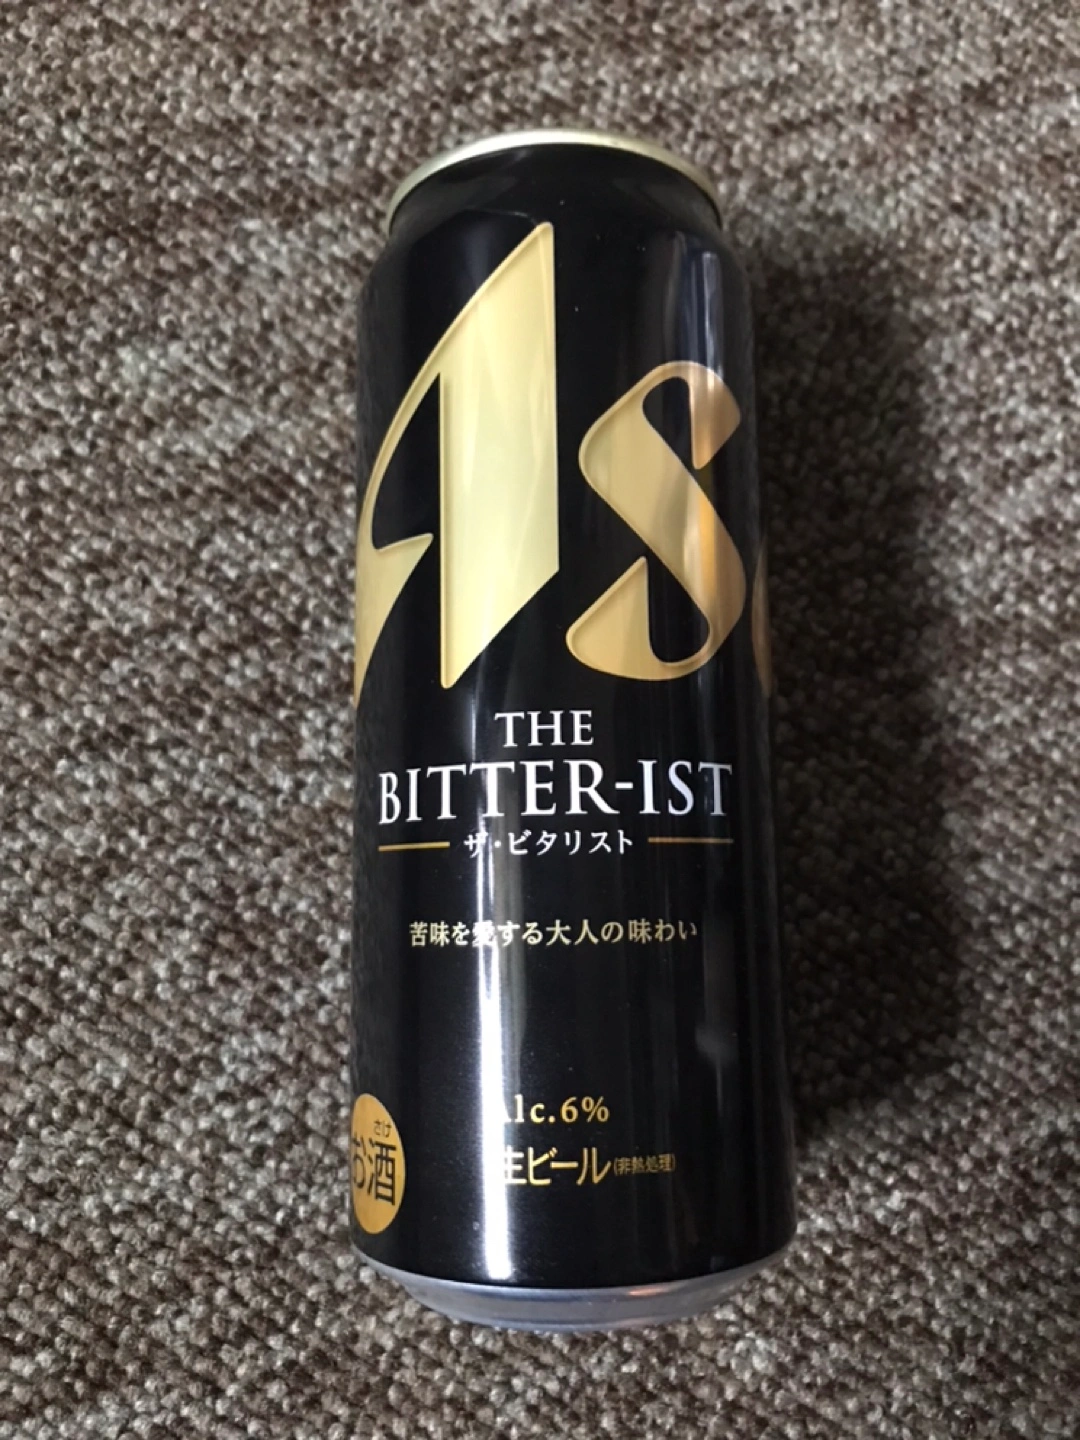 As
THE
BITTER-IST
ザ・ビタリスト
苦味を愛する大人の味わい
Alc.6%
生ビール(非熱処理)
さけ
お酒